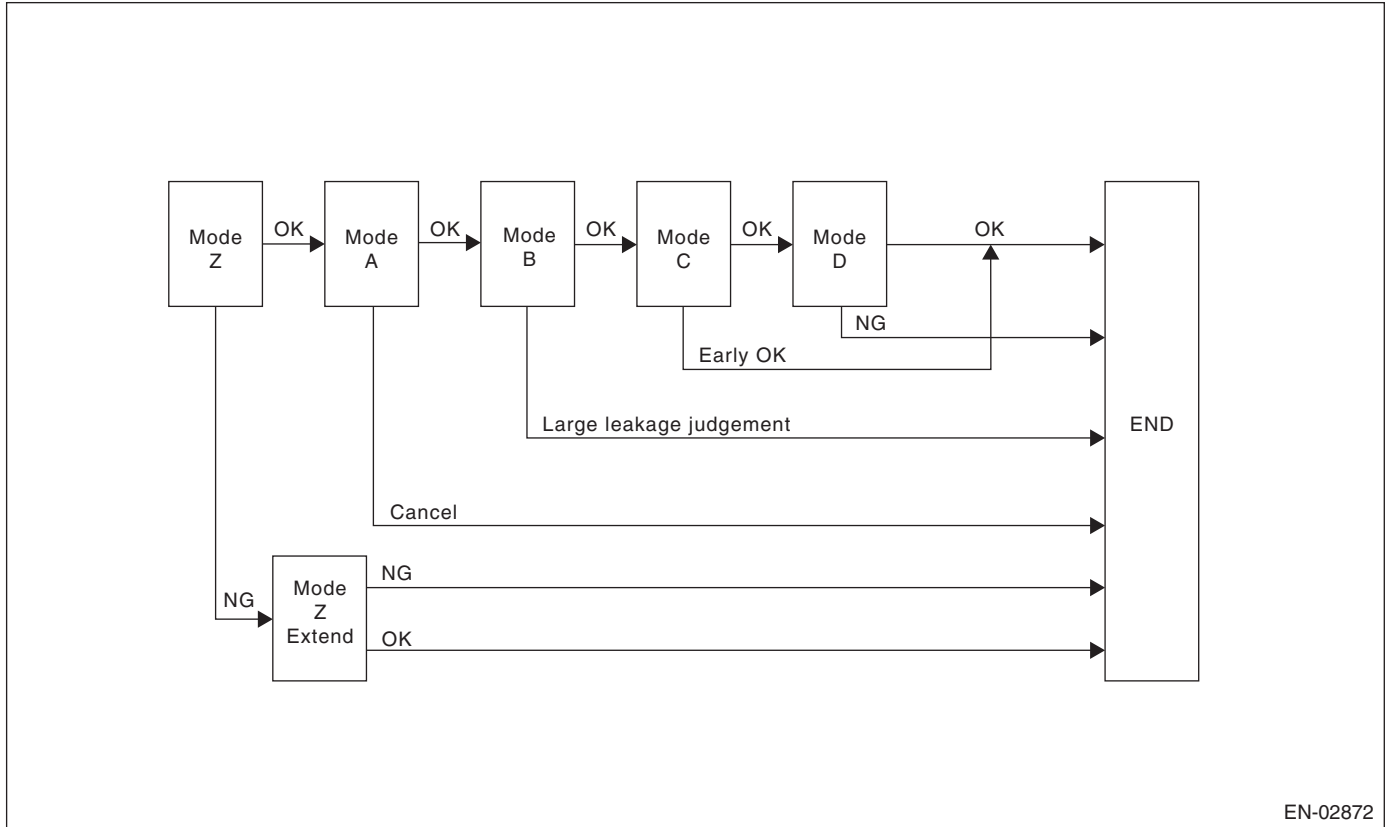 Mode
Z
OK
Mode
A
OK
Mode
B
OK
Mode
C
OK
Mode
D
OK
NG
Early OK
Large leakage judgement
END
Cancel
NG
Mode
Z
Extend
NG
OK
EN-02872